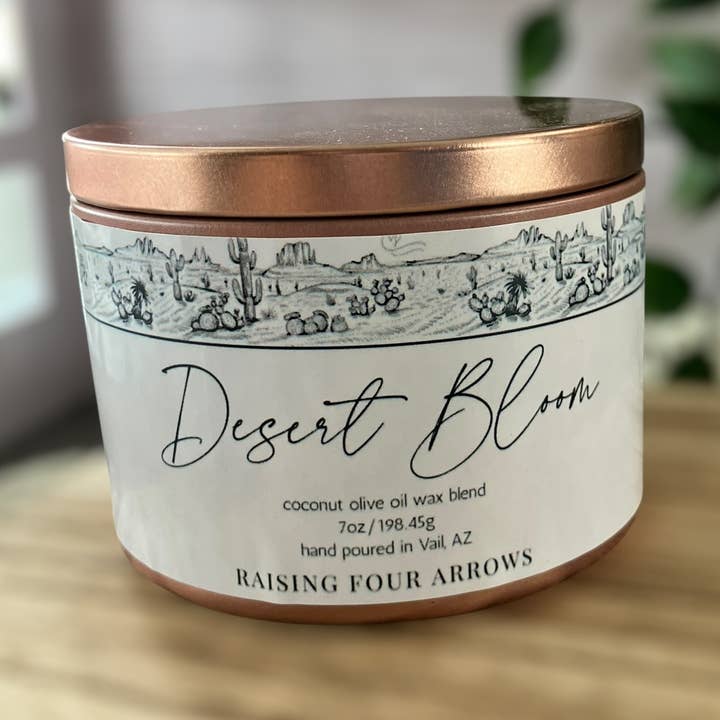 Desert Bloom
coconut olive oil wax blend
7oz/198.45g
hand poured in Vail, AZ
RAISING FOUR ARROWS